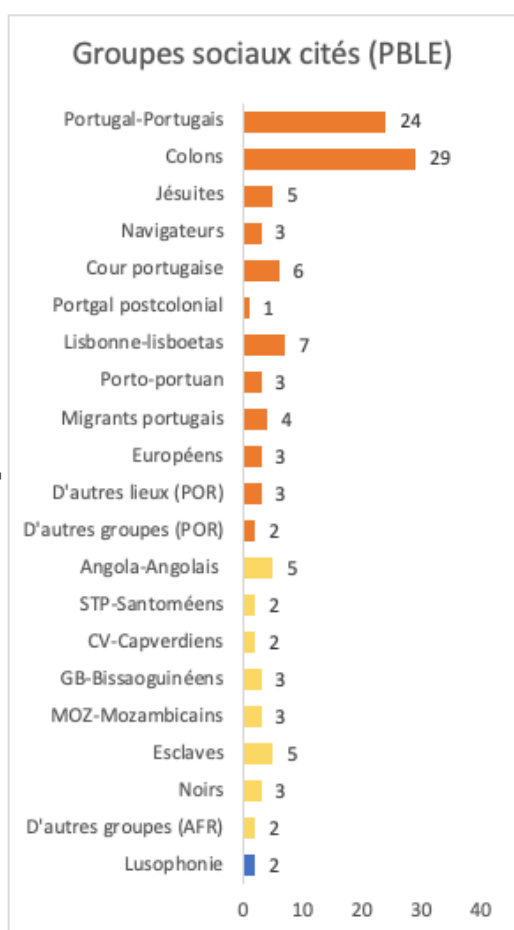 Groupes sociaux cités (PBLE)
Portugal-Portugais 24
Colons 29
Jésuites 5
Navigateurs 3
Cour portugaise 6
Portgal postcolonial 1
Lisbonne-lisboetas 7
Porto-portuan 3
Migrants portugais 4
Européens 3
D'autres lieux (POR) 3
D'autres groupes (POR) 2
Angola-Angolais 5
STP-Santoméens 2
CV-Capverdiens 2
GB-Bissaoguinéens 3
MOZ-Mozambicains 3
Esclaves 5
Noirs 3
D'autres groupes (AFR) 2
Lusophonie 2
0 10 20 30 40